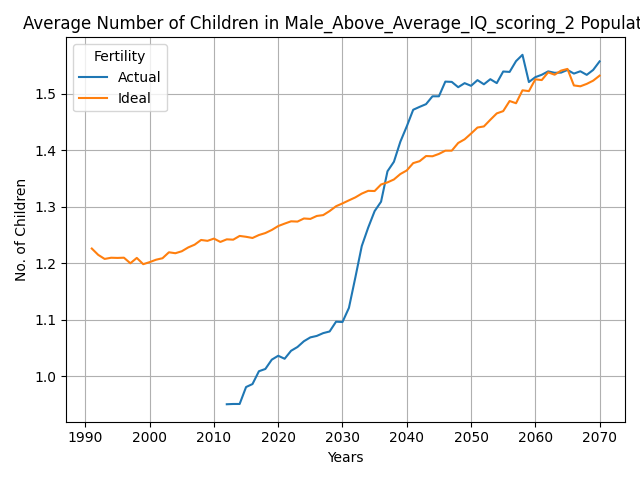 Average Number of Children in Male_Above_Average_IQ_scoring_2 Populat
Fertility
Actual
Ideal
No. of Children
1.5
1.4
1.3
1.2
1.1
1.0
1990 2000 2010 2020 2030 2040 2050 2060 2070
Years